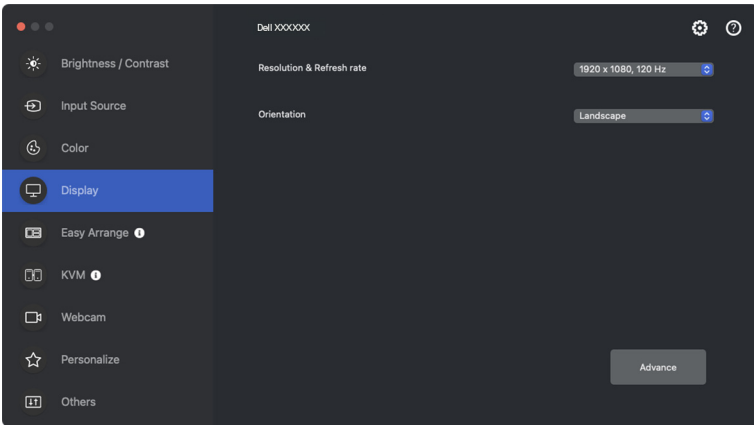 Dell XXXXXX
Brightness / Contrast
Resolution & Refresh rate
1920 x 1080, 120 Hz
Input Source
Orientation
Landscape
Color
Display
Easy Arrange
KVM
Webcam
Personalize
Advance
Others